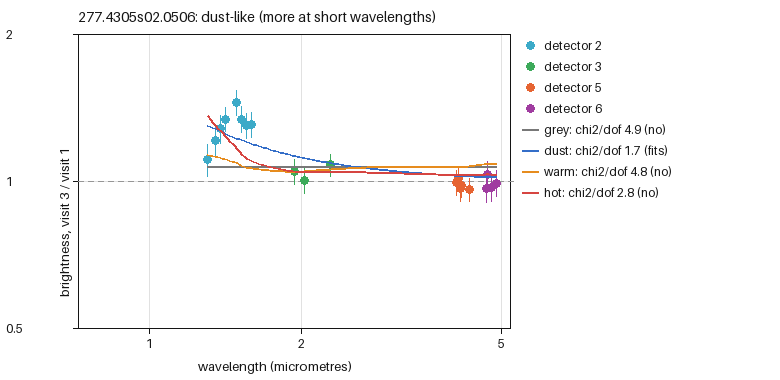 277.4305s02.0506: dust-like (more at short wavelengths)
2
1
0.5
brightness, visit 3 / visit 1
1
2
5
wavelength (micrometres)
detector 2
detector 3
detector 5
detector 6
grey: chi2/dof 4.9 (no)
dust: chi2/dof 1.7 (fits)
warm: chi2/dof 4.8 (no)
hot: chi2/dof 2.8 (no)